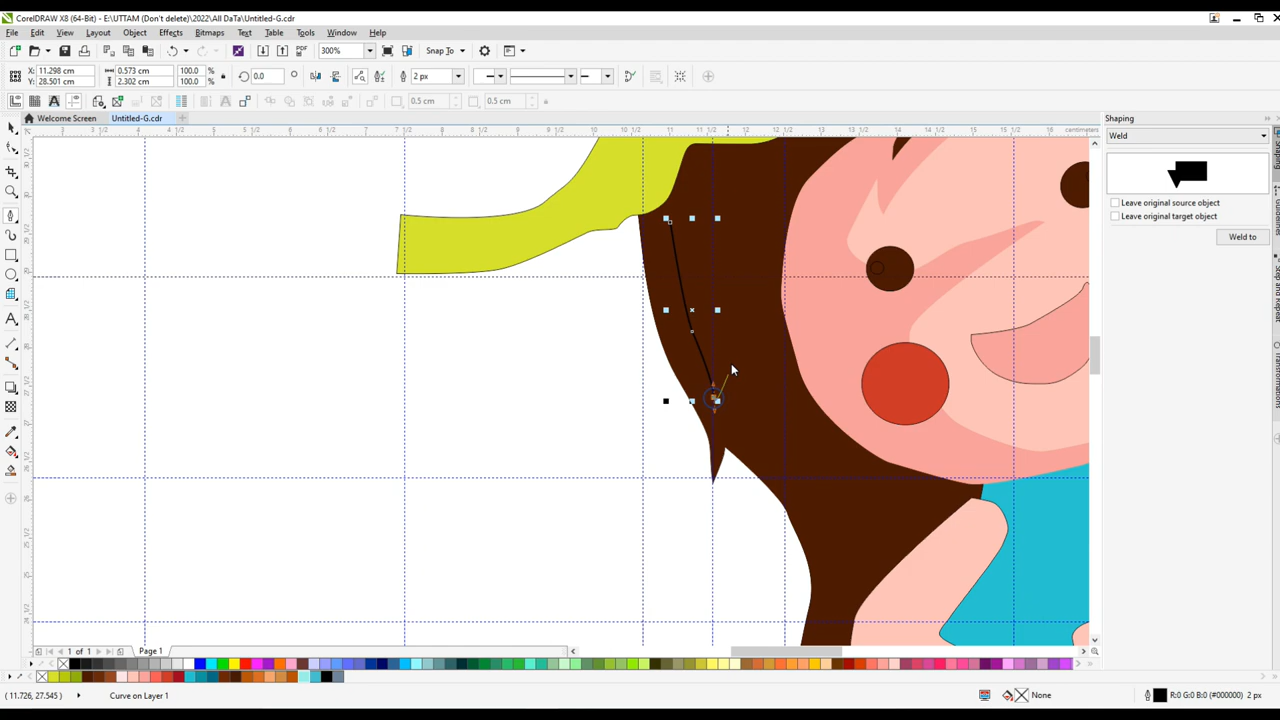 CorelDRAW X8 (64-Bit) - E:\UTTAM (Don't delete)\2022\All DaTa\Untitled-G.cdr
File Edit View Layout Object Effects Bitmaps Text Table Tools Window Help
300% Snap To
X: 11.298 cm 0.573 cm 100.0 % 0.0 2 px
Y: 28.501 cm 2.302 cm 100.0 %
0.5 cm 0.5 cm
Welcome Screen Untitled-G.cdr
centimeters
Shaping
Weld
Leave original source object
Leave original target object
Weld to
1 of 1 Page 1
( 11.726, 27.545 ) Curve on Layer 1 None R:0 G:0 B:0 (#000000) 2 px